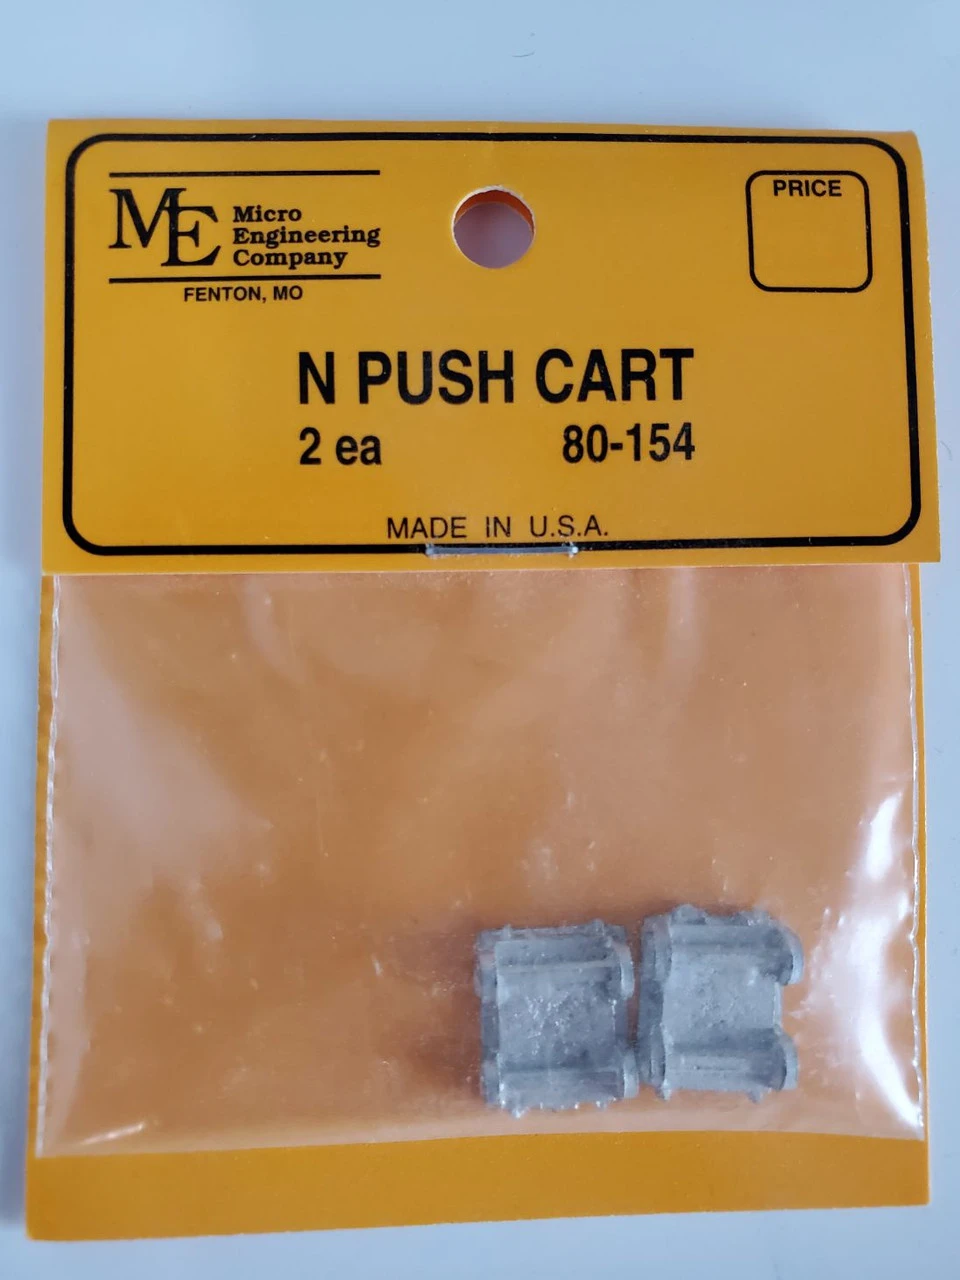 ME Micro
Engineering
Company
FENTON, MO
PRICE
N PUSH CART
2 ea 80-154
MADE IN U.S.A.